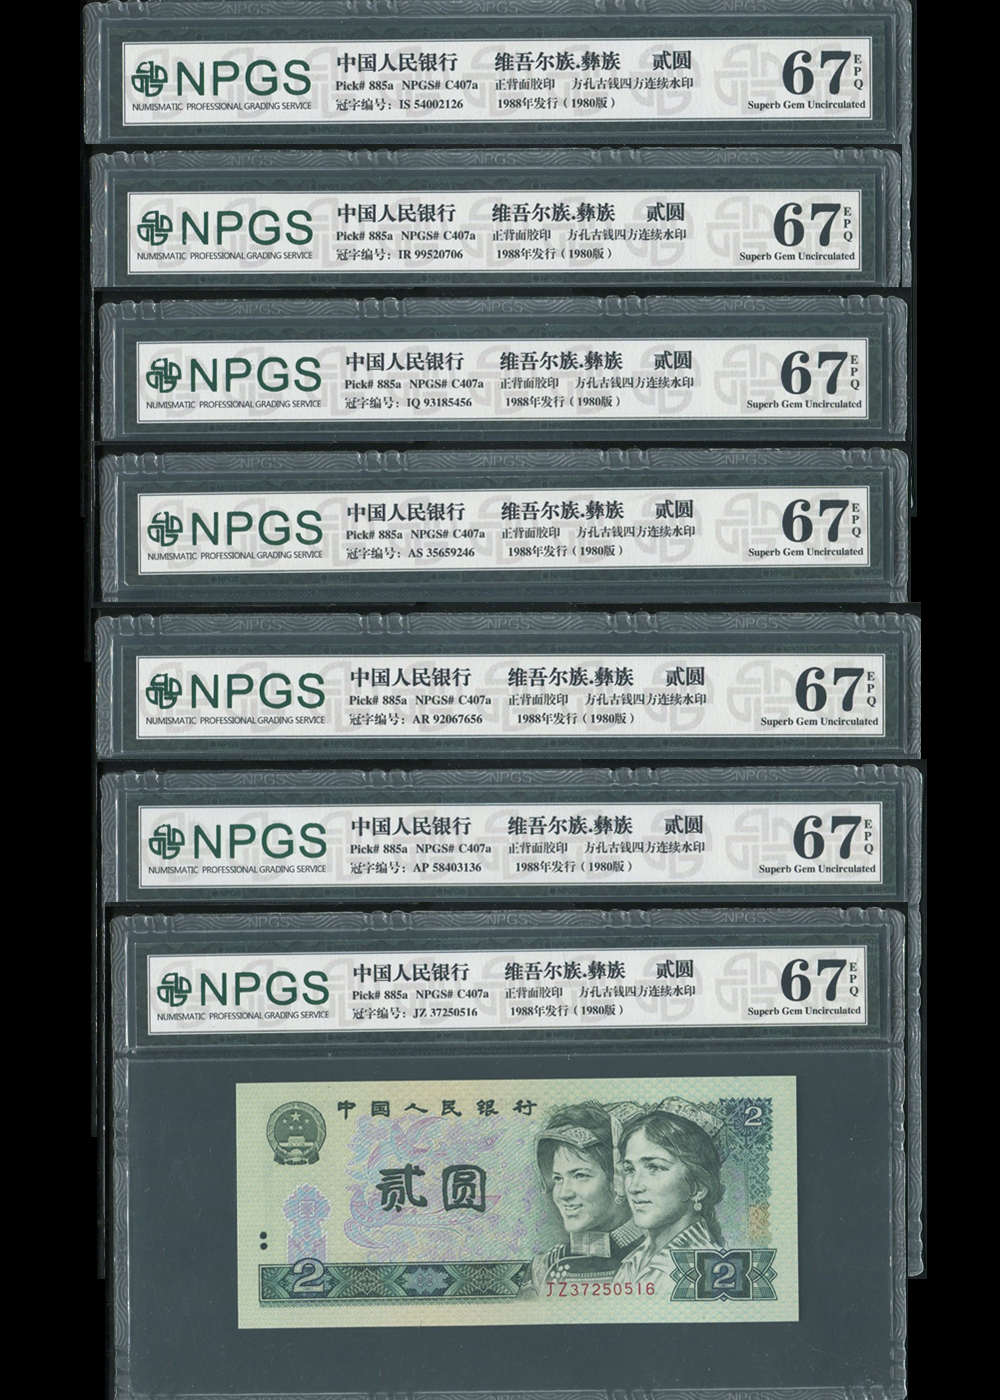 NPGS
NUMISMATIC PROFESSIONAL GRADING SERVICE
中国人民银行 维吾尔族.彝族 贰圆
Pick# 885a NPGS# C407a 正背面胶印 方孔古钱四方连续水印
冠字编号: IS 54002126 1988年发行 (1980版)
67 EPQ
Superb Gem Uncirculated
NPGS
NUMISMATIC PROFESSIONAL GRADING SERVICE
中国人民银行 维吾尔族.彝族 贰圆
Pick# 885a NPGS# C407a 正背面胶印 方孔古钱四方连续水印
冠字编号: IR 99520706 1988年发行 (1980版)
67 EPQ
Superb Gem Uncirculated
NPGS
NUMISMATIC PROFESSIONAL GRADING SERVICE
中国人民银行 维吾尔族.彝族 贰圆
Pick# 885a NPGS# C407a 正背面胶印 方孔古钱四方连续水印
冠字编号: IQ 93185456 1988年发行 (1980版)
67 EPQ
Superb Gem Uncirculated
NPGS
NUMISMATIC PROFESSIONAL GRADING SERVICE
中国人民银行 维吾尔族.彝族 贰圆
Pick# 885a NPGS# C407a 正背面胶印 方孔古钱四方连续水印
冠字编号: AS 35659246 1988年发行 (1980版)
67 EPQ
Superb Gem Uncirculated
NPGS
NUMISMATIC PROFESSIONAL GRADING SERVICE
中国人民银行 维吾尔族.彝族 贰圆
Pick# 885a NPGS# C407a 正背面胶印 方孔古钱四方连续水印
冠字编号: AR 92067656 1988年发行 (1980版)
67 EPQ
Superb Gem Uncirculated
NPGS
NUMISMATIC PROFESSIONAL GRADING SERVICE
中国人民银行 维吾尔族.彝族 贰圆
Pick# 885a NPGS# C407a 正背面胶印 方孔古钱四方连续水印
冠字编号: AP 58403136 1988年发行 (1980版)
67 EPQ
Superb Gem Uncirculated
NPGS
NUMISMATIC PROFESSIONAL GRADING SERVICE
中国人民银行 维吾尔族.彝族 贰圆
Pick# 885a NPGS# C407a 正背面胶印 方孔古钱四方连续水印
冠字编号: JZ 37250516 1988年发行 (1980版)
67 EPQ
Superb Gem Uncirculated
中国人民银行
2
贰圆
2
JZ37250516
2